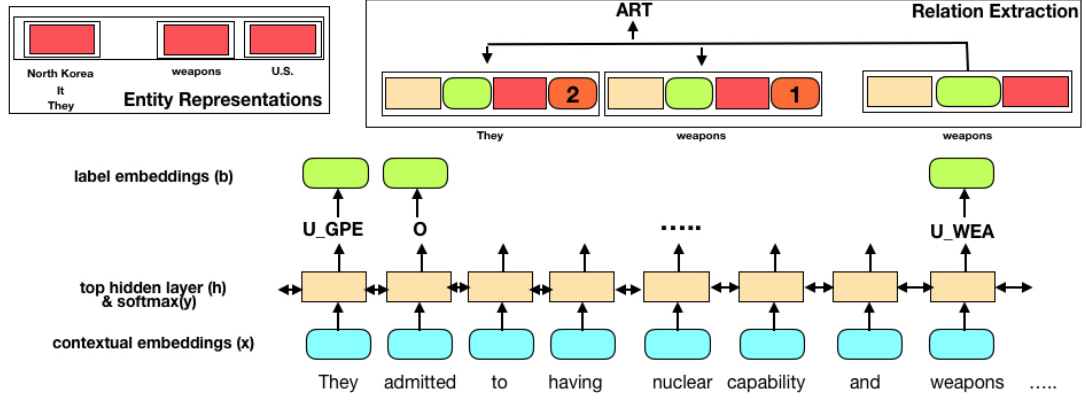 ART
Relation Extraction
North Korea weapons U.S.
It
They
Entity Representations
2 1
They weapons weapons
label embeddings (b)
U_GPE O ..... U_WEA
top hidden layer (h)
& softmax(y)
contextual embeddings (x)
They admitted to having nuclear capability and weapons .....